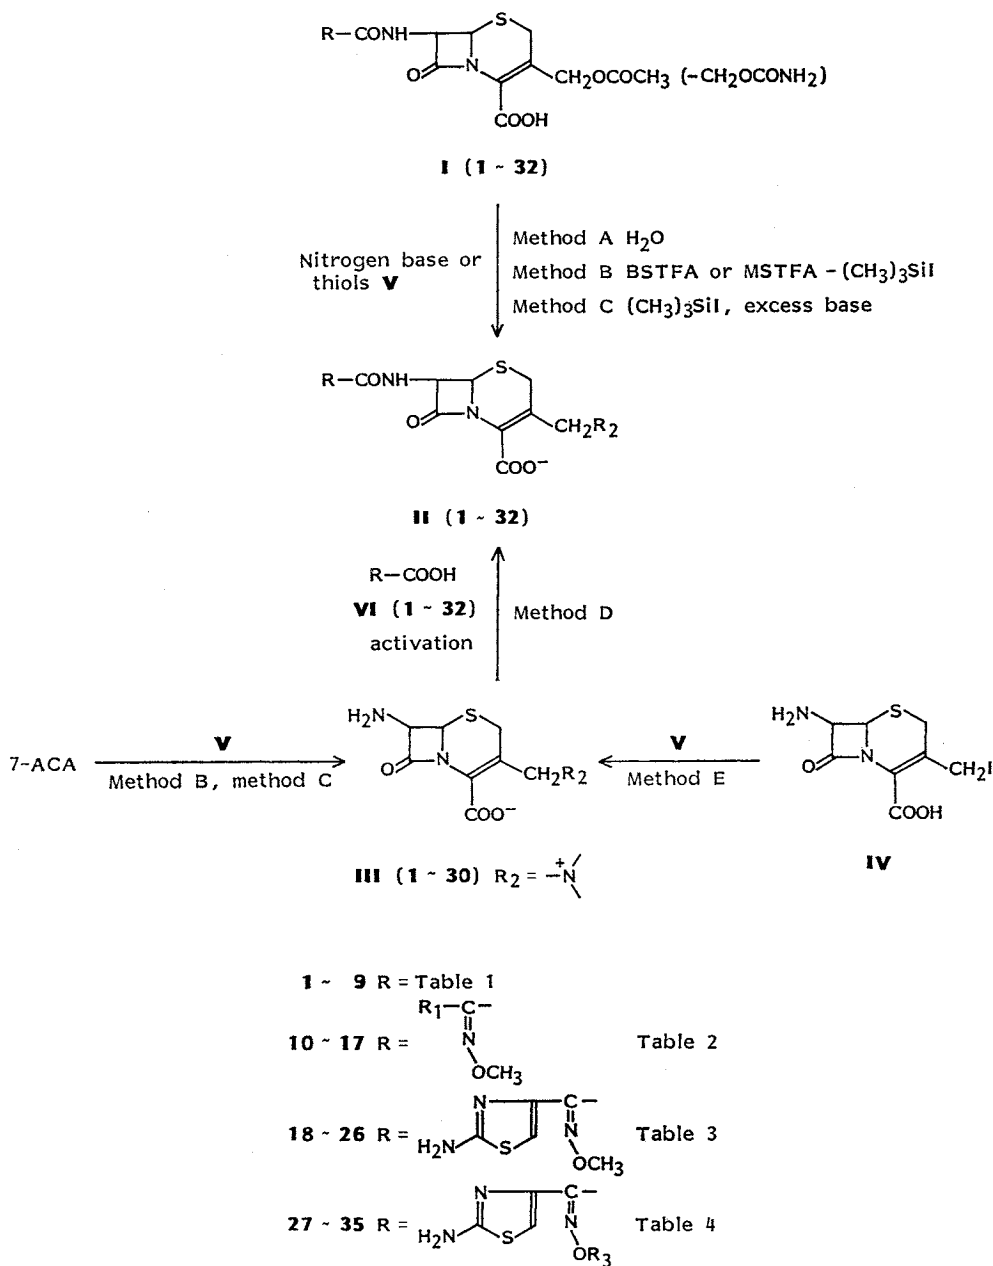 R-CONH
S
O
N
CH2OCOCH3 (-CH2OCONH2)
COOH
I (1 ~ 32)
Nitrogen base or
thiols V
Method A H2O
Method B BSTFA or MSTFA - (CH3)3SiI
Method C (CH3)3SiI, excess base
R-CONH
S
O
N
CH2R2
COO-
II (1 ~ 32)
R-COOH
VI (1 ~ 32)
activation
Method D
7-ACA
V
Method B, method C
H2N
S
O
N
CH2R2
COO-
V
Method E
H2N
S
O
N
CH2I
COOH
III (1 ~ 30) R2 = -N+
IV
1 ~ 9 R = Table 1
10 ~ 17 R = R1-C- N OCH3 Table 2
18 ~ 26 R = H2N N S C- N OCH3 Table 3
27 ~ 35 R = H2N N S C- N OR3 Table 4